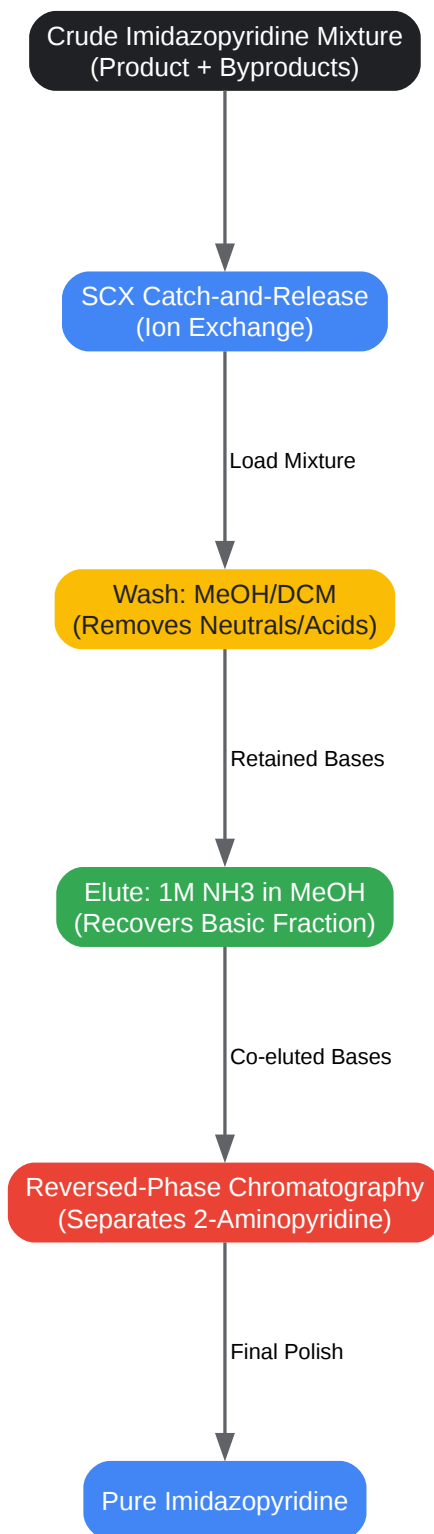 Crude Imidazopyridine Mixture
(Product + Byproducts)
SCX Catch-and-Release
(Ion Exchange)
Load Mixture
Wash: MeOH/DCM
(Removes Neutrals/Acids)
Retained Bases
Elute: 1M NH3 in MeOH
(Recovers Basic Fraction)
Co-eluted Bases
Reversed-Phase Chromatography
(Separates 2-Aminopyridine)
Final Polish
Pure Imidazopyridine